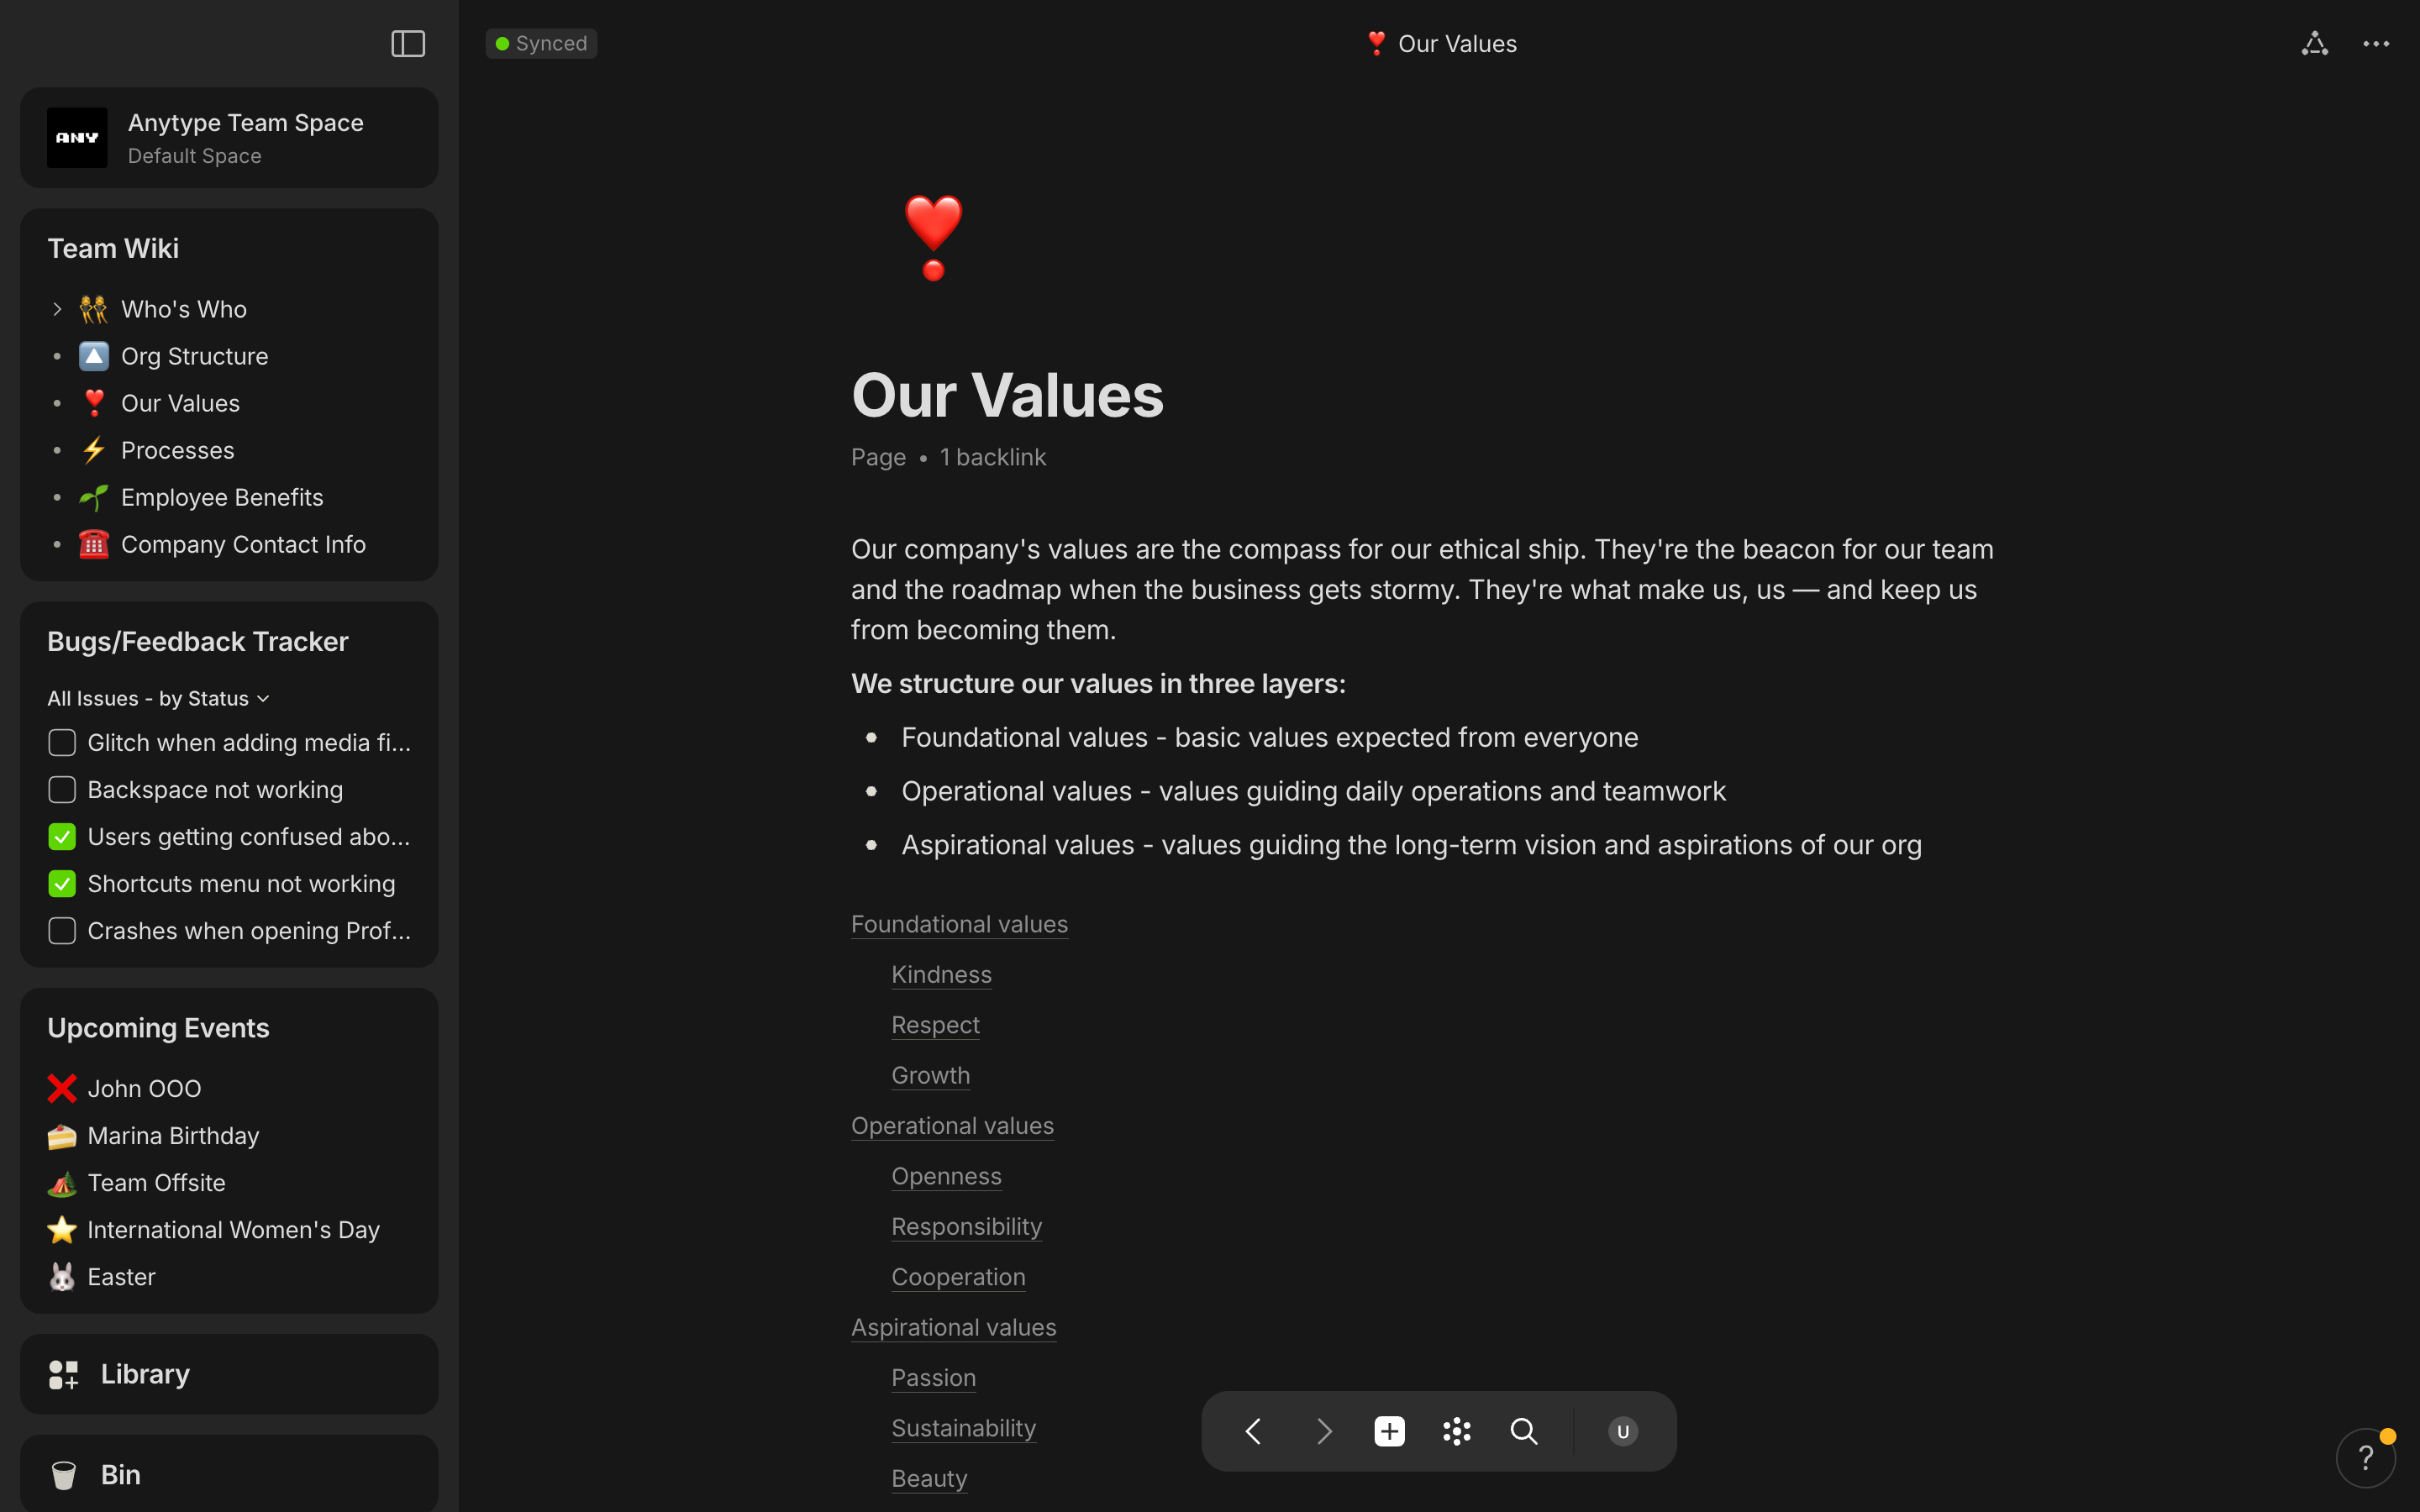 ANY
Anytype Team Space
Default Space
Team Wiki
Who's Who
Org Structure
Our Values
Processes
Employee Benefits
Company Contact Info
Bugs/Feedback Tracker
All Issues - by Status
Glitch when adding media fi...
Backspace not working
Users getting confused abo...
Shortcuts menu not working
Crashes when opening Prof...
Upcoming Events
John OOO
Marina Birthday
Team Offsite
International Women's Day
Easter
Library
Bin
Synced
Our Values
Our Values
Page • 1 backlink
Our company's values are the compass for our ethical ship. They're the beacon for our team
and the roadmap when the business gets stormy. They're what make us, us — and keep us
from becoming them.
We structure our values in three layers:
Foundational values - basic values expected from everyone
Operational values - values guiding daily operations and teamwork
Aspirational values - values guiding the long-term vision and aspirations of our org
Foundational values
Kindness
Respect
Growth
Operational values
Openness
Responsibility
Cooperation
Aspirational values
Passion
Sustainability
Beauty
U
?